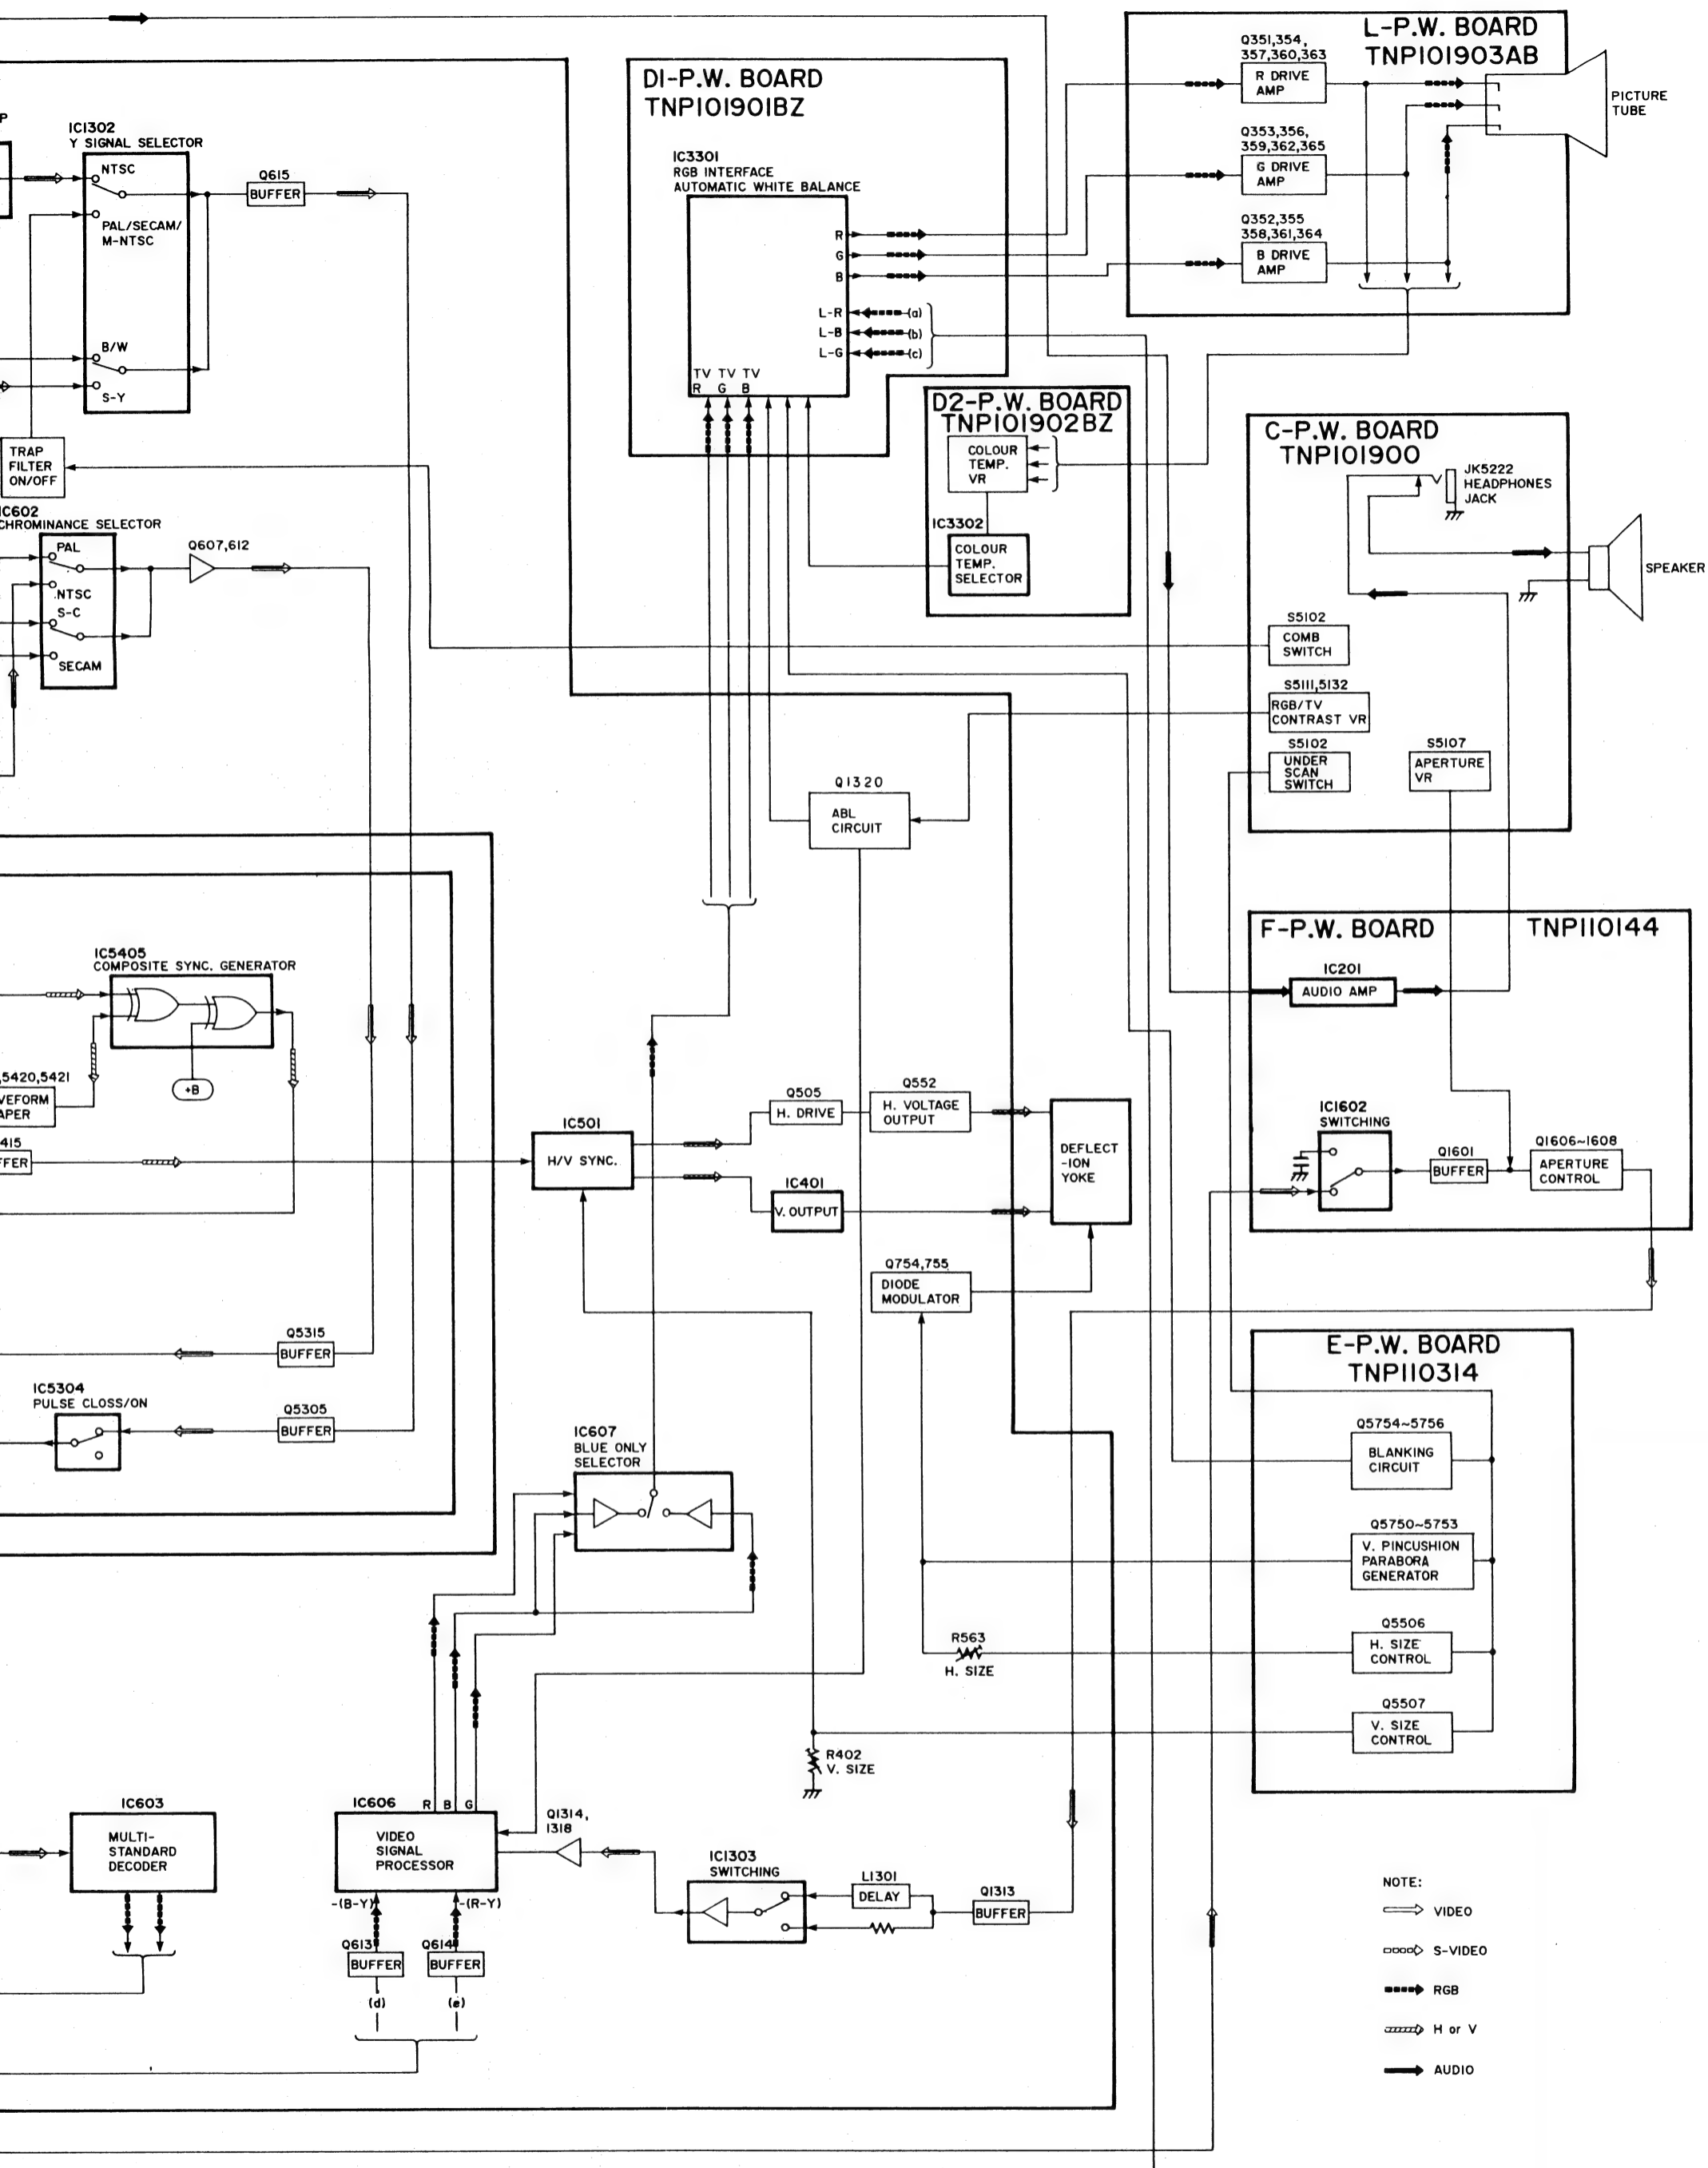 L-P.W. BOARD
TNP101903AB
Q351,354,
357,360,363
R DRIVE
AMP
PICTURE
TUBE
Q353,356,
359,362,365
G DRIVE
AMP
Q352,355
358,361,364
B DRIVE
AMP
D1-P.W. BOARD
TNP101901BZ
IC3301
RGB INTERFACE
AUTOMATIC WHITE BALANCE
R
G
B
L-R
(a)
L-B
(b)
L-G
(c)
TV TV TV
R G B
P
IC1302
Y SIGNAL SELECTOR
NTSC
PAL/SECAM/
M-NTSC
B/W
S-Y
Q615
BUFFER
TRAP
FILTER
ON/OFF
IC602
CHROMINANCE SELECTOR
PAL
NTSC
S-C
SECAM
Q607,612
D2-P.W. BOARD
TNP101902BZ
COLOUR
TEMP.
VR
IC3302
COLOUR
TEMP.
SELECTOR
C-P.W. BOARD
TNP101900
JK5222
HEADPHONES
JACK
SPEAKER
S5102
COMB
SWITCH
S5111,5132
RGB/TV
CONTRAST VR
S5102
UNDER
SCAN
SWITCH
S5107
APERTURE
VR
Q1320
ABL
CIRCUIT
F-P.W. BOARD TNP110144
IC201
AUDIO AMP
IC1602
SWITCHING
Q1601
BUFFER
Q1606~1608
APERTURE
CONTROL
IC5405
COMPOSITE SYNC. GENERATOR
+B
,5420,5421
VEFORM
APER
415
FFER
IC501
H/V SYNC.
Q505
H. DRIVE
Q552
H. VOLTAGE
OUTPUT
IC401
V. OUTPUT
DEFLECT
-ION
YOKE
Q754,755
DIODE
MODULATOR
Q5315
BUFFER
IC5304
PULSE CLOSS/ON
Q5305
BUFFER
IC607
BLUE ONLY
SELECTOR
E-P.W. BOARD
TNP110314
Q5754~5756
BLANKING
CIRCUIT
Q5750~5753
V. PINCUSHION
PARABORA
GENERATOR
Q5506
H. SIZE
CONTROL
Q5507
V. SIZE
CONTROL
R563
H. SIZE
R402
V. SIZE
IC603
MULTI-
STANDARD
DECODER
IC606
R B G
VIDEO
SIGNAL
PROCESSOR
-(B-Y)
-(R-Y)
Q613
BUFFER
(d)
Q614
BUFFER
(e)
Q1314,
1318
IC1303
SWITCHING
L1301
DELAY
Q1313
BUFFER
NOTE:
VIDEO
S-VIDEO
RGB
H or V
AUDIO